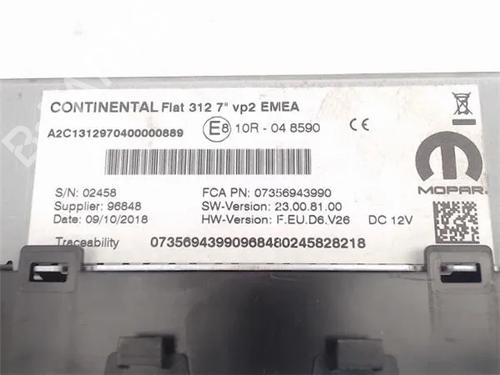 CONTINENTAL Fiat 312 7" vp2 EMEA
A2C1312970400000889
E8 10R - 04 8590
MOPAR
S/N: 02458
FCA PN: 07356943990
Supplier: 96848
SW-Version: 23.00.81.00
Date: 09/10/2018
HW-Version: F.EU.D6.V26 DC 12V
Traceability 07356943990968480245828218